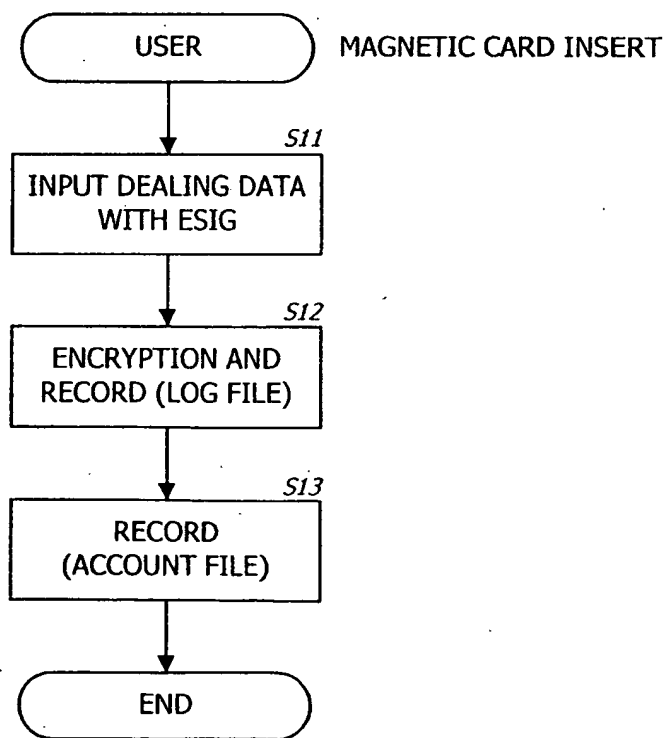 USER
MAGNETIC CARD INSERT
S11
INPUT DEALING DATA
WITH ESIG
S12
ENCRYPTION AND
RECORD (LOG FILE)
S13
RECORD
(ACCOUNT FILE)
END